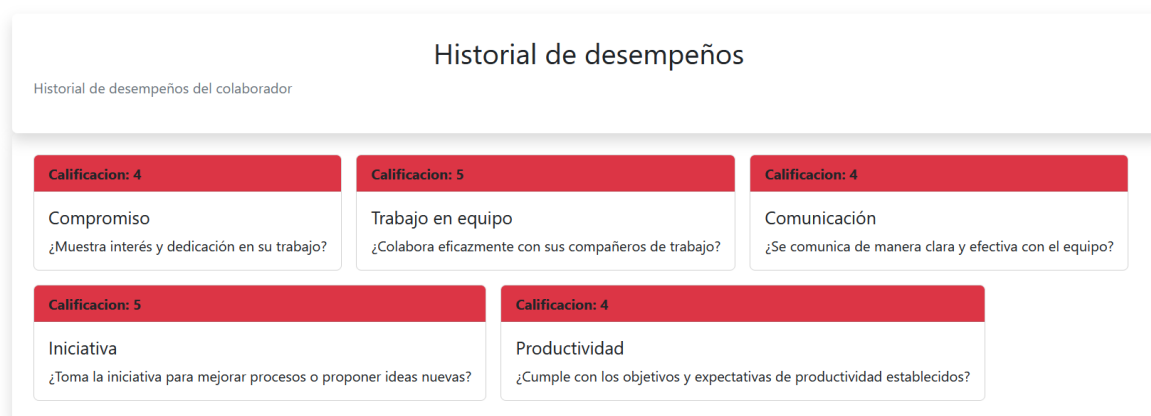 Historial de desempeños
Historial de desempeños del colaborador
Calificacion: 4
Compromiso
¿Muestra interés y dedicación en su trabajo?
Calificacion: 5
Trabajo en equipo
¿Colabora eficazmente con sus compañeros de trabajo?
Calificacion: 4
Comunicación
¿Se comunica de manera clara y efectiva con el equipo?
Calificacion: 5
Iniciativa
¿Toma la iniciativa para mejorar procesos o proponer ideas nuevas?
Calificacion: 4
Productividad
¿Cumple con los objetivos y expectativas de productividad establecidos?